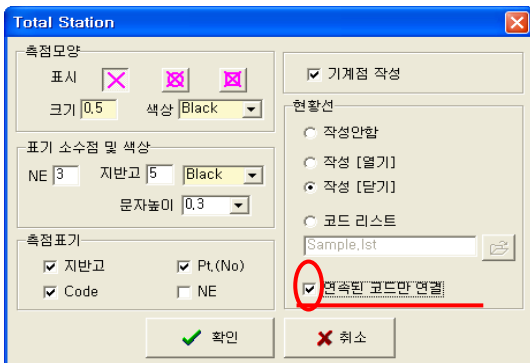 Total Station
측점모양
표시
크기 0.5 색상 Black
표기 소수점 및 색상
NE 3 지반고 5 Black
문자높이 0.3
측점표기
지반고 Pt.(No)
Code NE
기계점 작성
현황선
작성안함
작성 [열기]
작성 [닫기]
코드 리스트
Sample.lst
연속된 코드만 연결
확인 취소